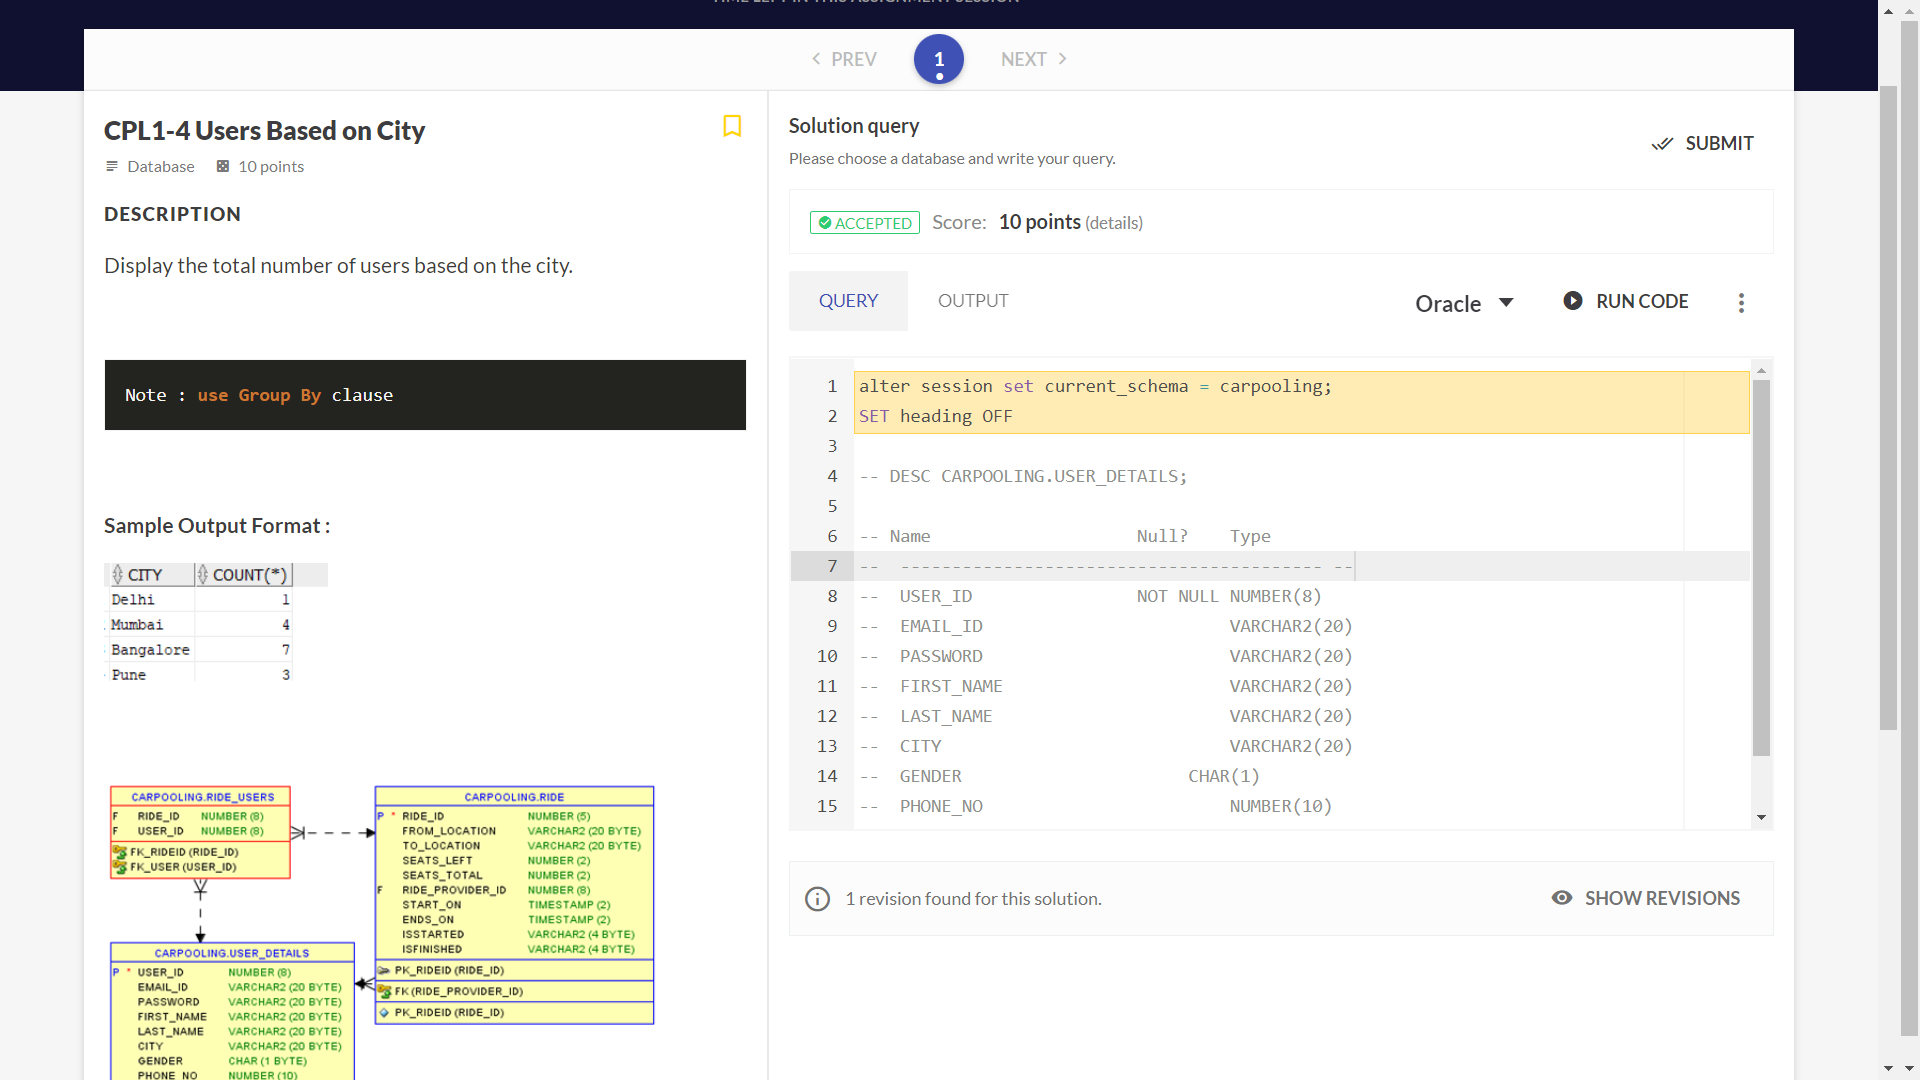 PREV
1
NEXT
CPL1-4 Users Based on City
Database
10 points
DESCRIPTION
Display the total number of users based on the city.
Note : use Group By clause
Sample Output Format :
CITY COUNT(*)
Delhi 1
Mumbai 4
Bangalore 7
Pune 3
CARPOOLING.RIDE_USERS
F RIDE_ID NUMBER (8)
F USER_ID NUMBER (8)
FK_RIDEID (RIDE_ID)
FK_USER (USER_ID)
CARPOOLING.RIDE
P * RIDE_ID NUMBER (5)
FROM_LOCATION VARCHAR2 (20 BYTE)
TO_LOCATION VARCHAR2 (20 BYTE)
SEATS_LEFT NUMBER (2)
SEATS_TOTAL NUMBER (2)
F RIDE_PROVIDER_ID NUMBER (8)
START_ON TIMESTAMP (2)
ENDS_ON TIMESTAMP (2)
ISSTARTED VARCHAR2 (4 BYTE)
ISFINISHED VARCHAR2 (4 BYTE)
PK_RIDEID (RIDE_ID)
FK (RIDE_PROVIDER_ID)
PK_RIDEID (RIDE_ID)
CARPOOLING.USER_DETAILS
P * USER_ID NUMBER (8)
EMAIL_ID VARCHAR2 (20 BYTE)
PASSWORD VARCHAR2 (20 BYTE)
FIRST_NAME VARCHAR2 (20 BYTE)
LAST_NAME VARCHAR2 (20 BYTE)
CITY VARCHAR2 (20 BYTE)
GENDER CHAR (1 BYTE)
PHONE_NO NUMBER (10)
Solution query
Please choose a database and write your query.
SUBMIT
ACCEPTED Score: 10 points (details)
QUERY
OUTPUT
Oracle
RUN CODE
1 alter session set current_schema = carpooling;
2 SET heading OFF
3
4 -- DESC CARPOOLING.USER_DETAILS;
5
6 -- Name Null? Type
7 -- ----------------------------------------- --
8 -- USER_ID NOT NULL NUMBER(8)
9 -- EMAIL_ID VARCHAR2(20)
10 -- PASSWORD VARCHAR2(20)
11 -- FIRST_NAME VARCHAR2(20)
12 -- LAST_NAME VARCHAR2(20)
13 -- CITY VARCHAR2(20)
14 -- GENDER CHAR(1)
15 -- PHONE_NO NUMBER(10)
1 revision found for this solution.
SHOW REVISIONS